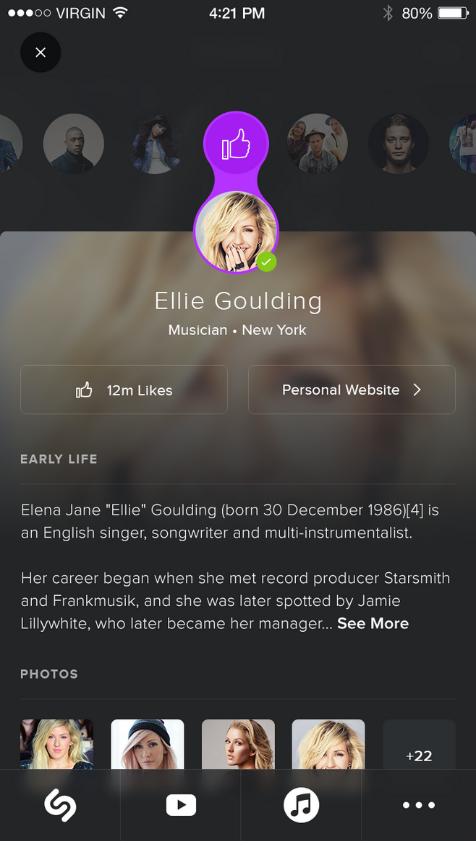 VIRGIN 4:21 PM 80%
Ellie Goulding
Musician • New York
12m Likes Personal Website
EARLY LIFE
Elena Jane "Ellie" Goulding (born 30 December 1986)[4] is
an English singer, songwriter and multi-instrumentalist.
Her career began when she met record producer Starsmith
and Frankmusik, and she was later spotted by Jamie
Lillywhite, who later became her manager... See More
PHOTOS
+22